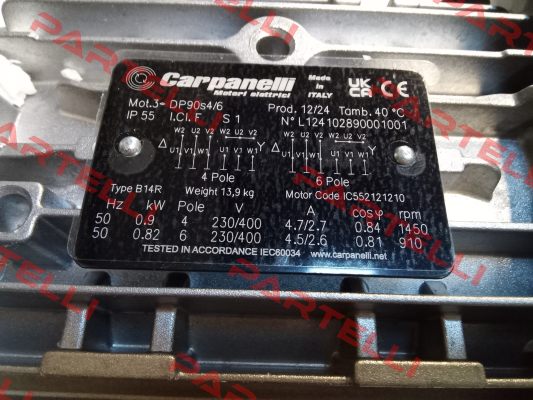 Carpanelli
Motori elettrici
Made in ITALY
UK CA CE
Mot.3~ DP90s4/6 Prod. 12/24 Tamb. 40 °C
IP 55 I.Cl.F S 1 N° L124102890001001
W2 U2 V2 W2 U2 V2 W2 U2 V2 W2 U2 V2
Δ U1 V1 W1 U1 V1 W1 Y Δ U1 V1 W1 U1 V1 W1 Y
4 Pole 6 Pole
Type B14R Weight 13,9 kg Motor Code IC552121210
Hz kW Pole V A cosφ rpm
50 0.9 4 230/400 4.7/2.7 0.84 1450
50 0.82 6 230/400 4.5/2.6 0.81 910
TESTED IN ACCORDANCE IEC60034 www.carpanelli.net
PARTELLI